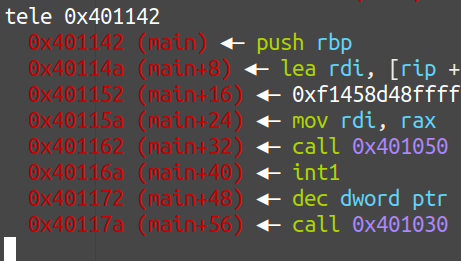 tele 0x401142
0x401142 (main) ◂— push rbp
0x40114a (main+8) ◂— lea rdi, [rip +
0x401152 (main+16) ◂— 0xf1458d48ffff
0x40115a (main+24) ◂— mov rdi, rax
0x401162 (main+32) ◂— call 0x401050
0x40116a (main+40) ◂— int1
0x401172 (main+48) ◂— dec dword ptr
0x40117a (main+56) ◂— call 0x401030